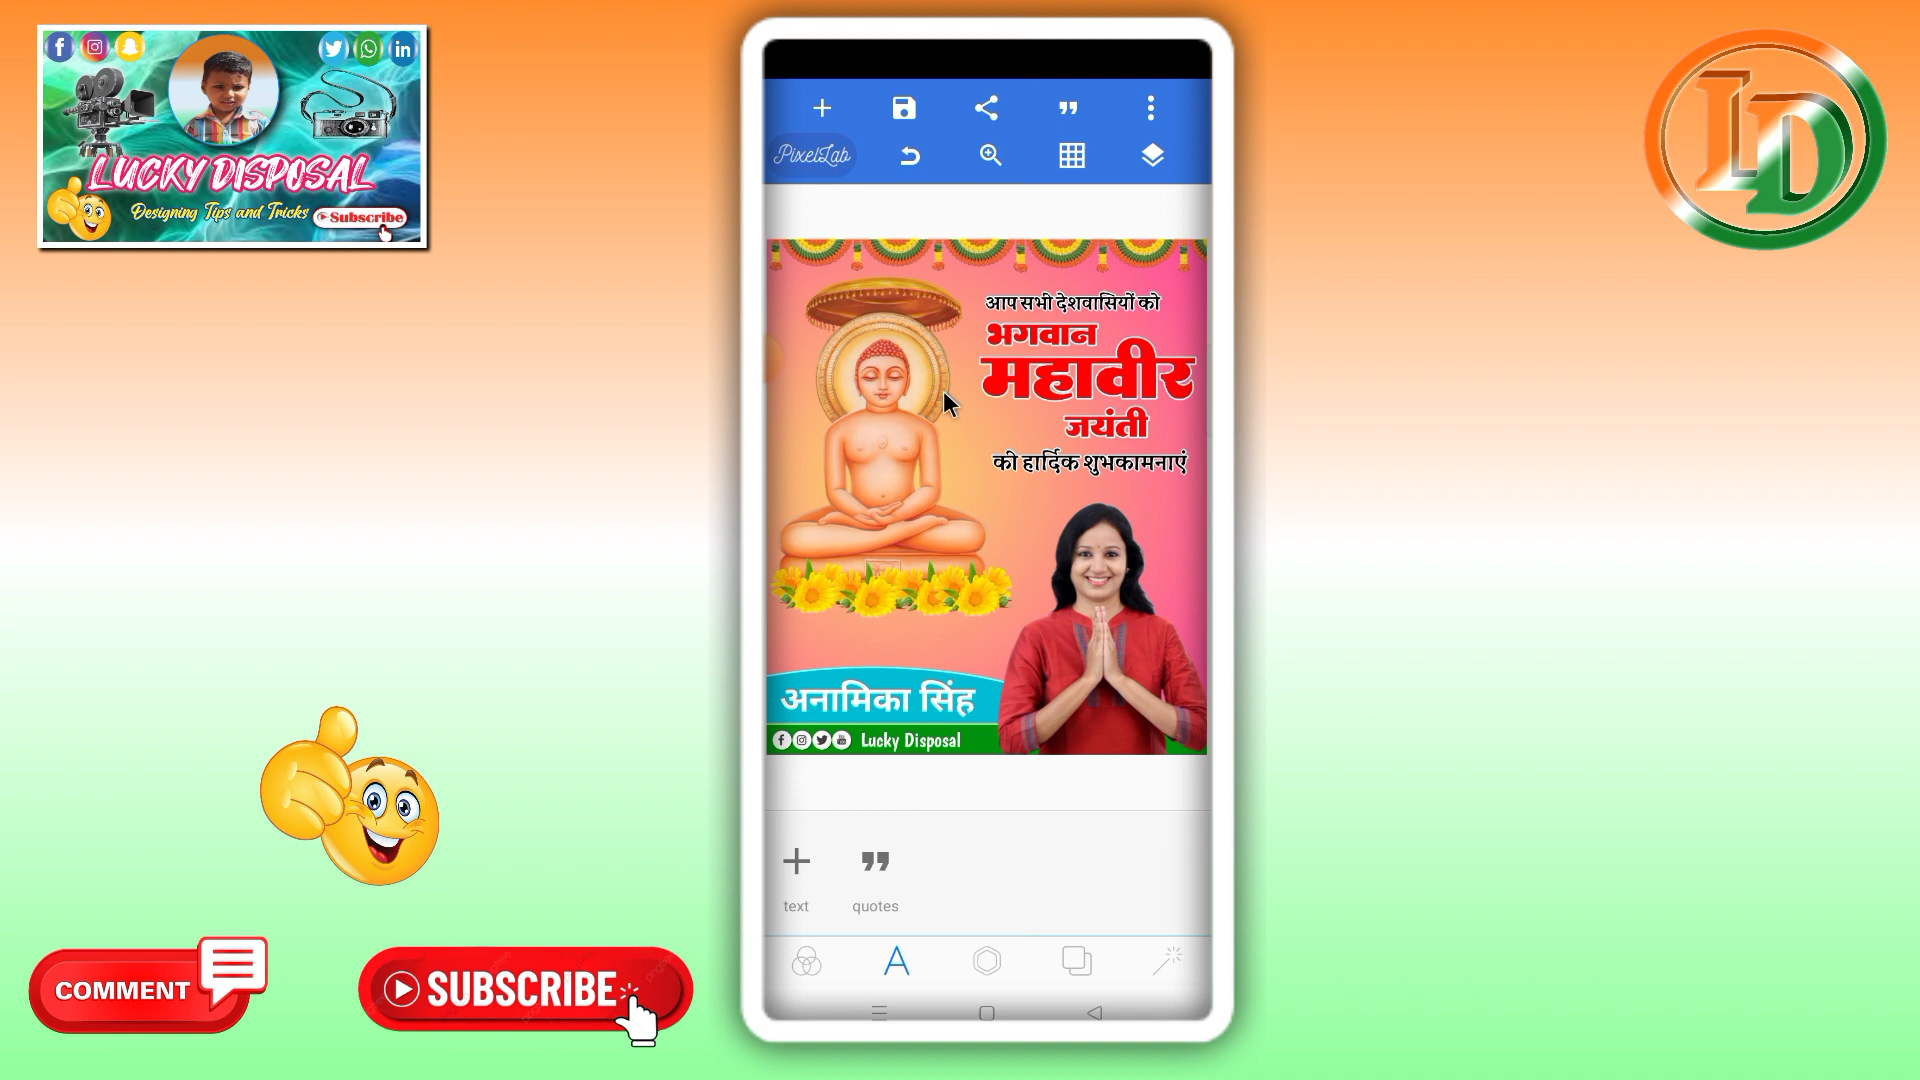 LUCKY DISPOSAL
Designing Tips and Tricks
Subscribe
LD
PixelLab
आप सभी देशवासियों को
भगवान
महावीर
जयंती
की हार्दिक शुभकामनाएं
अनामिका सिंह
Lucky Disposal
text
quotes
COMMENT
SUBSCRIBE